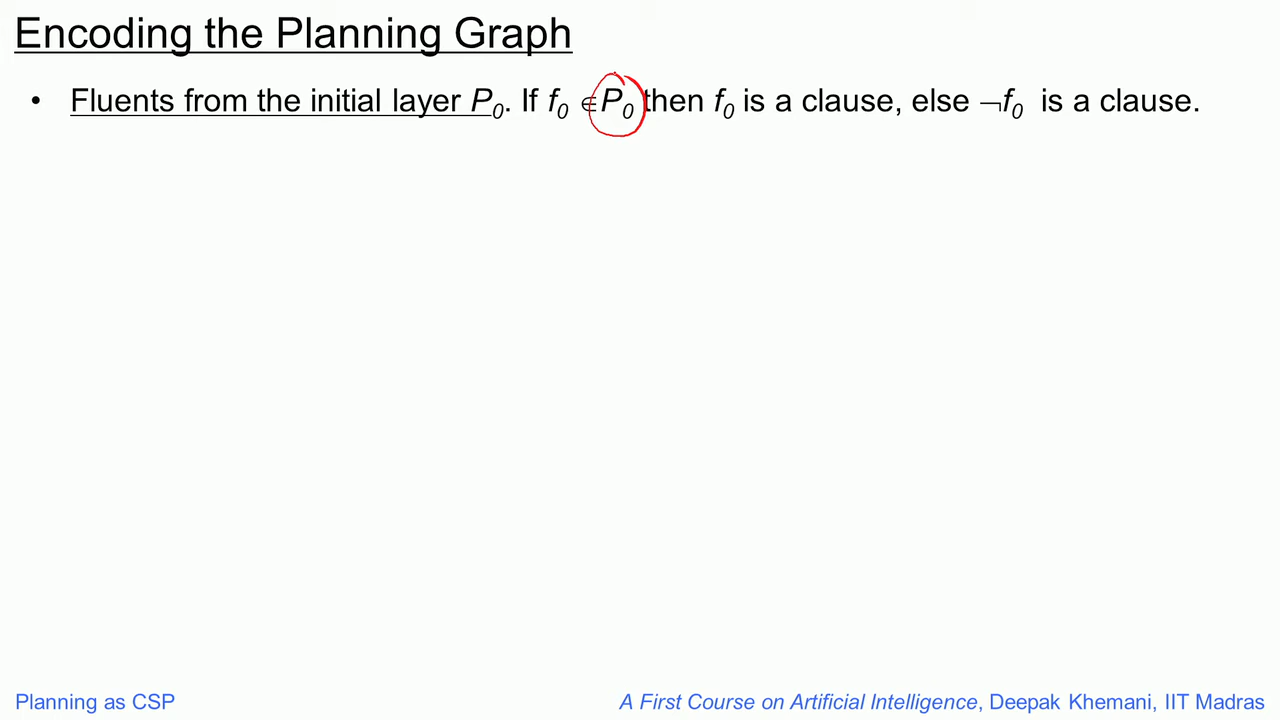 Encoding the Planning Graph
• Fluents from the initial layer P₀. If f₀ ∈ P₀ then f₀ is a clause, else ¬f₀ is a clause.
Planning as CSP
A First Course on Artificial Intelligence, Deepak Khemani, IIT Madras